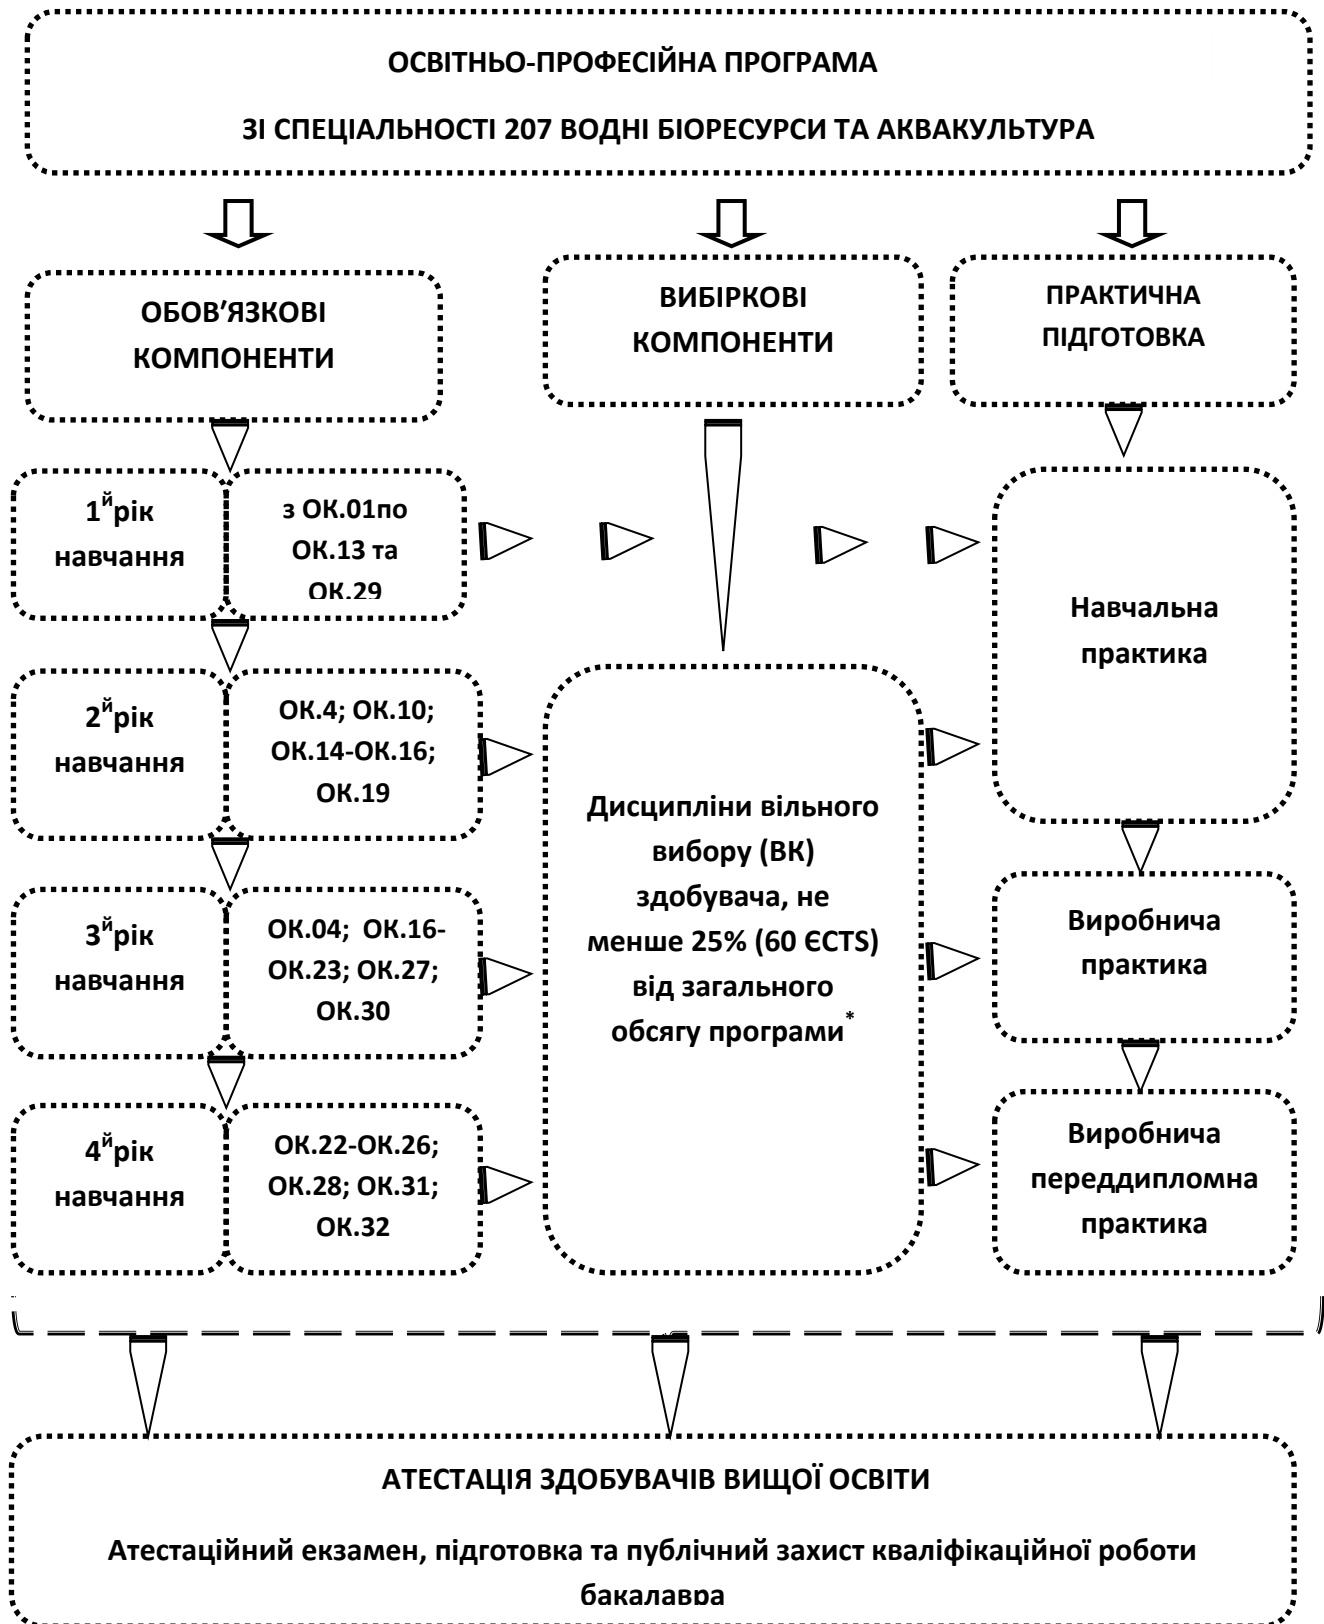 ОСВІТНЬО-ПРОФЕСІЙНА ПРОГРАМА
ЗІ СПЕЦІАЛЬНОСТІ 207 ВОДНІ БІОРЕСУРСИ ТА АКВАКУЛЬТУРА
ОБОВ’ЯЗКОВІ
КОМПОНЕНТИ
ВИБІРКОВІ
КОМПОНЕНТИ
ПРАКТИЧНА
ПІДГОТОВКА
1й рік
навчання
з ОК.01по
ОК.13 та
ОК.29
2й рік
навчання
ОК.4; ОК.10;
ОК.14-ОК.16;
ОК.19
3й рік
навчання
ОК.04; ОК.16-
ОК.23; ОК.27;
ОК.30
4й рік
навчання
ОК.22-ОК.26;
ОК.28; ОК.31;
ОК.32
Дисципліни вільного
вибору (ВК)
здобувача, не
менше 25% (60 ЄСТS)
від загального
обсягу програми*
Навчальна
практика
Виробнича
практика
Виробнича
переддипломна
практика
АТЕСТАЦІЯ ЗДОБУВАЧІВ ВИЩОЇ ОСВІТИ
Атестаційний екзамен, підготовка та публічний захист кваліфікаційної роботи
бакалавра